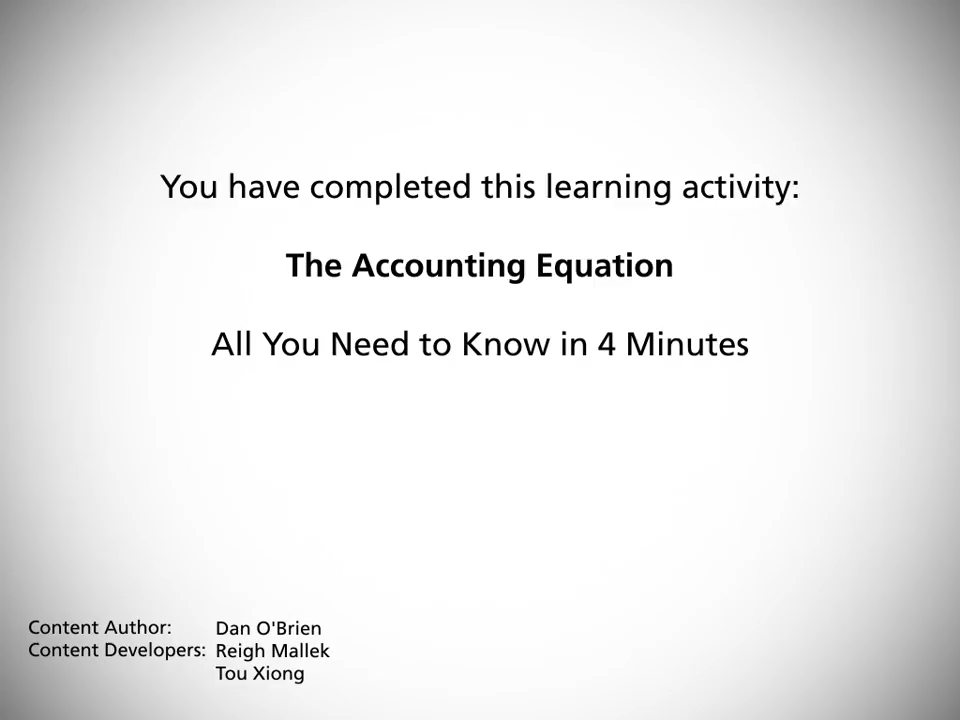 You have completed this learning activity:
The Accounting Equation
All You Need to Know in 4 Minutes
Content Author: Dan O'Brien
Content Developers: Reigh Mallek
Tou Xiong